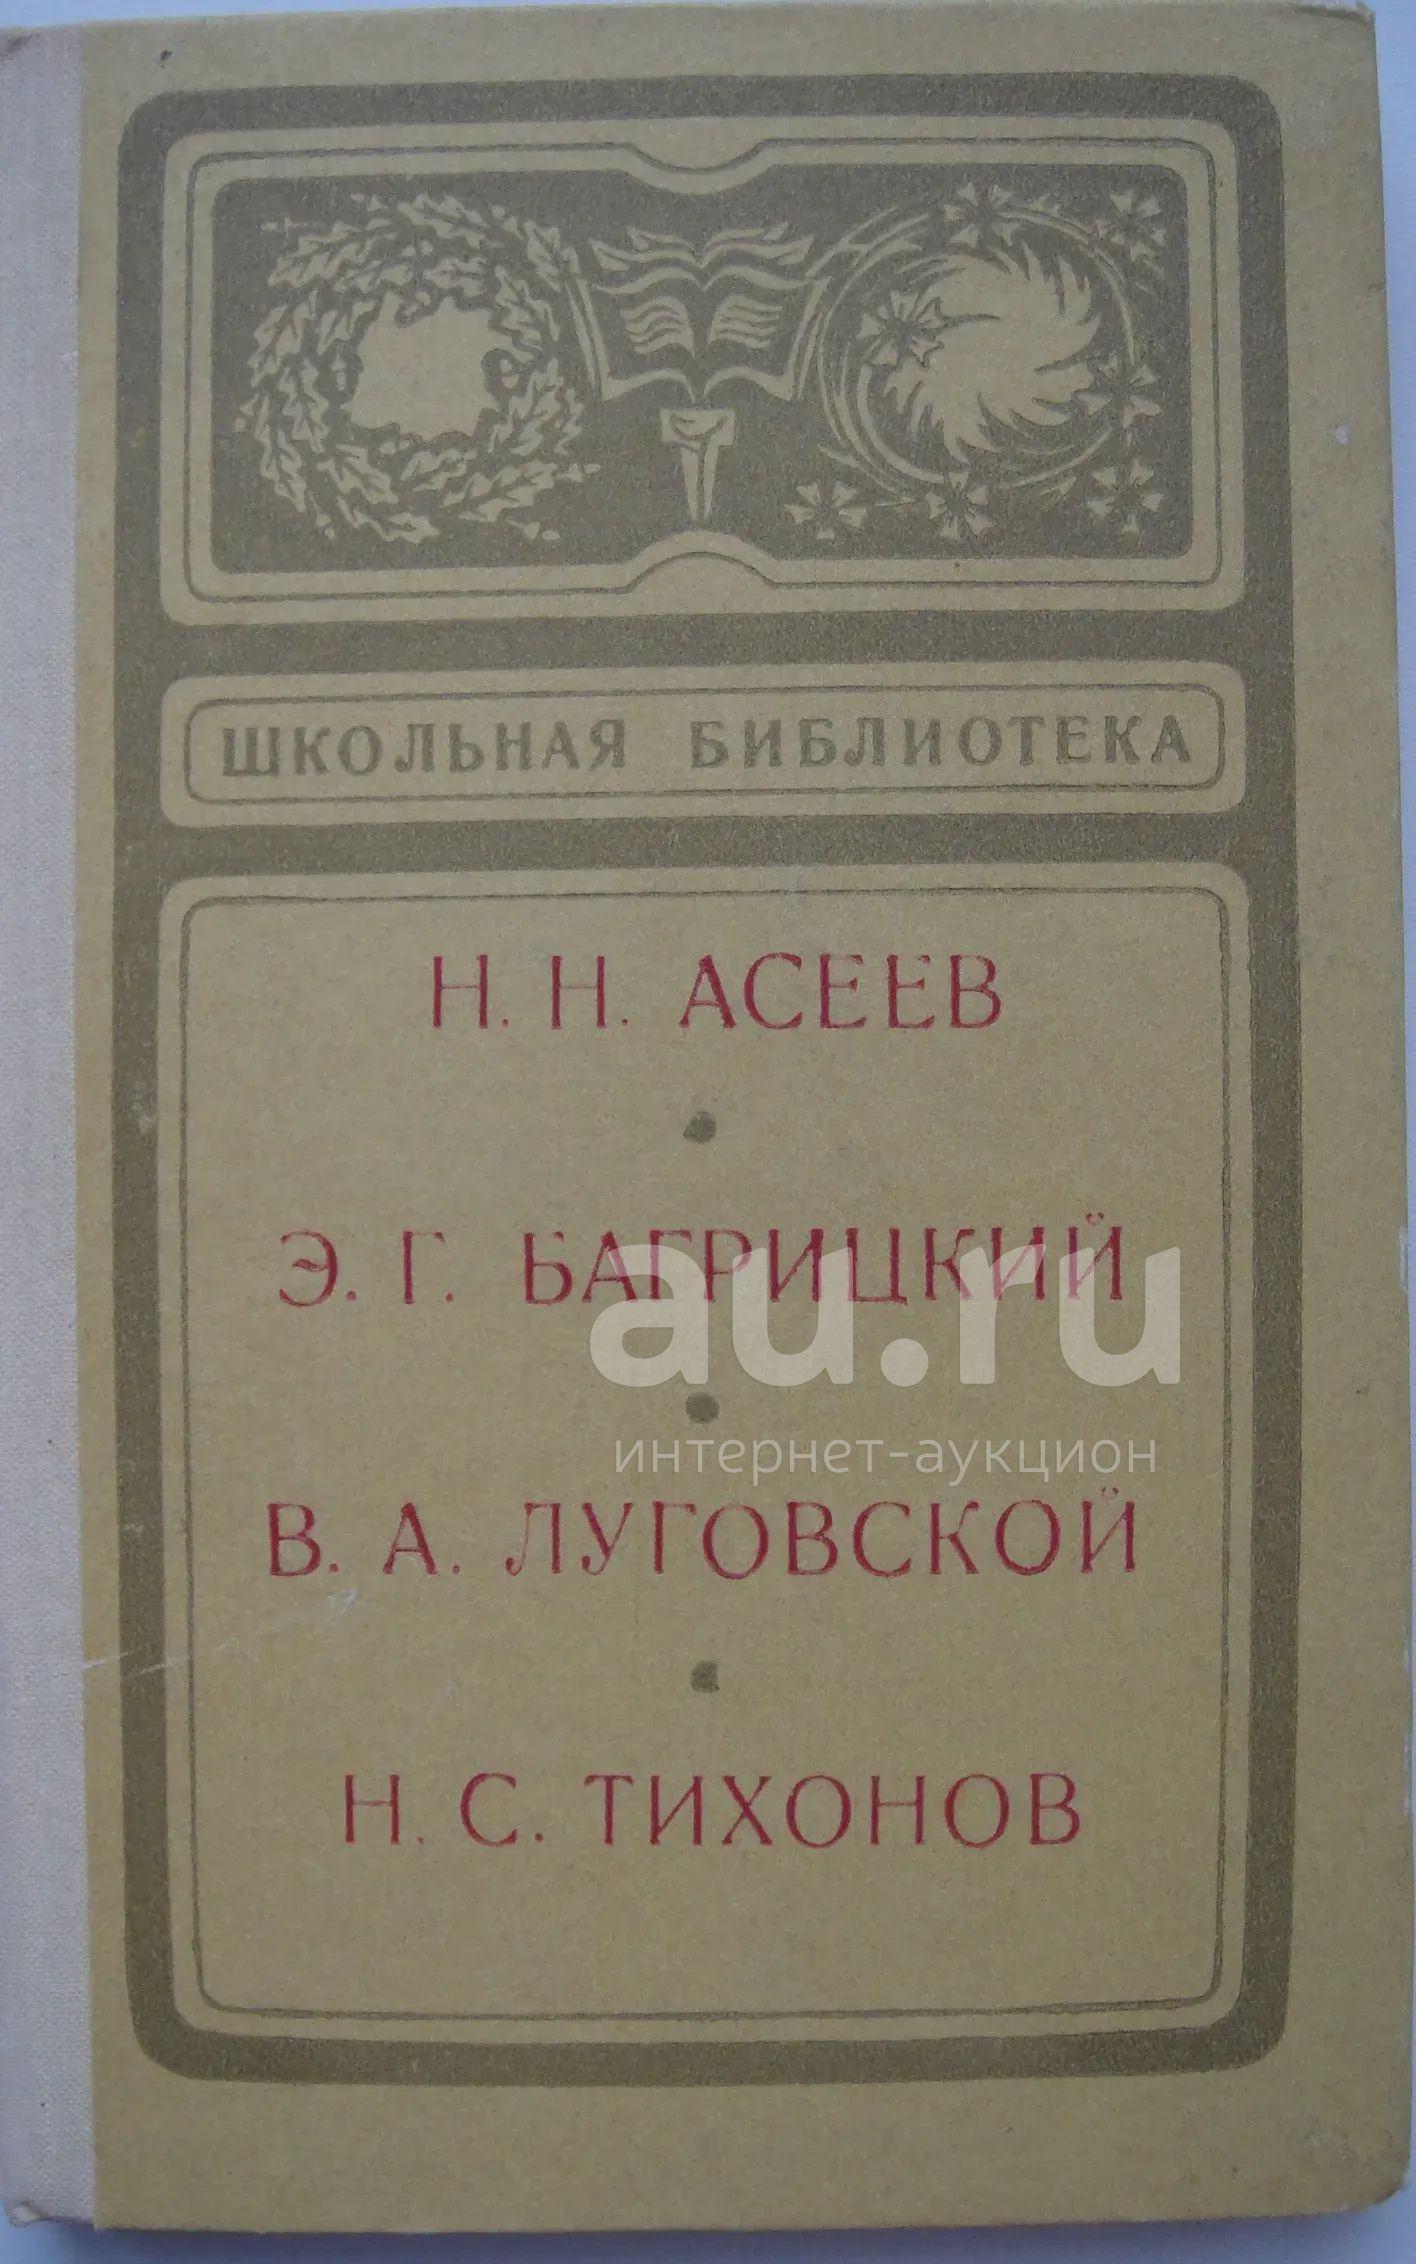 ШКОЛЬНАЯ БИБЛИОТЕКА
Н. Н. АСЕЕВ
Э. Г. БАГРИЦКИЙ
au.ru
интернет-аукцион
В. А. ЛУГОВСКОЙ
Н. С. ТИХОНОВ